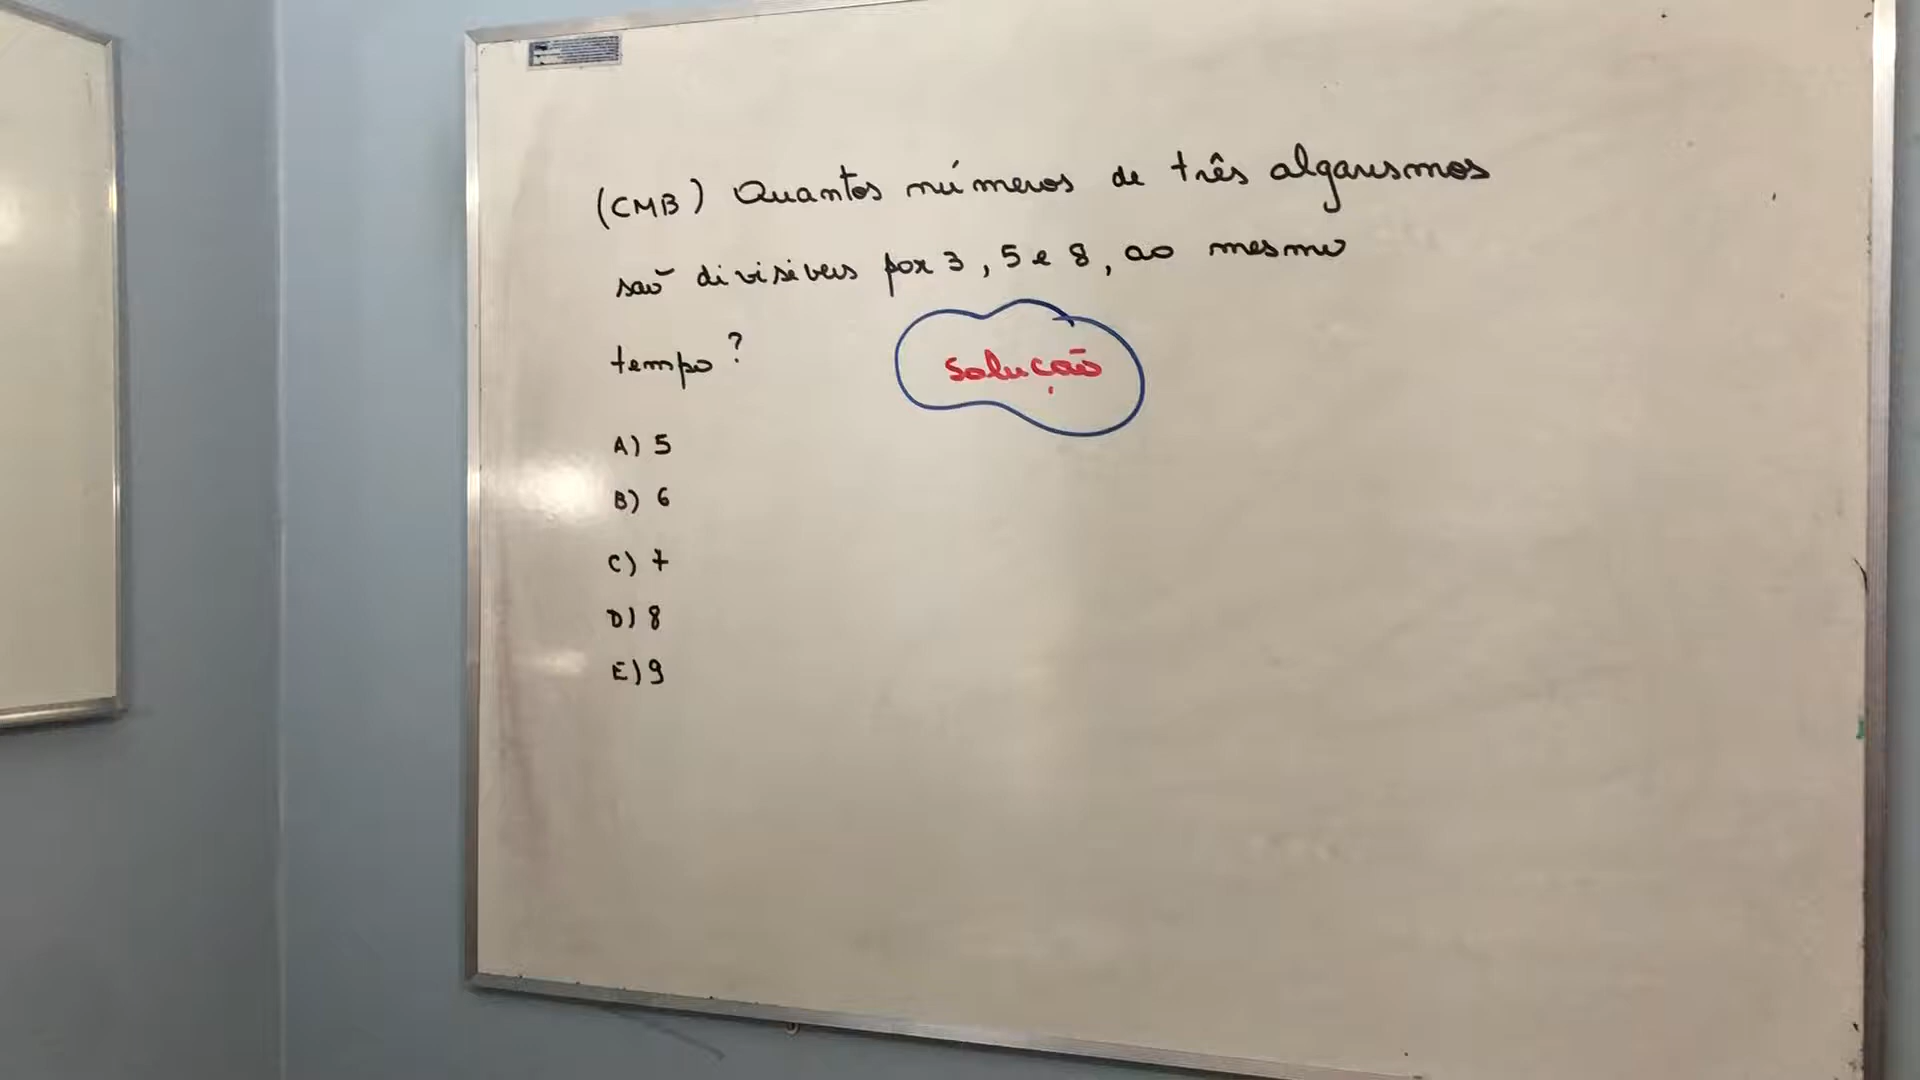 (CMB) Quantos números de três algarismos
são divisíveis por 3, 5 e 8, ao mesmo
tempo?
Solução
A) 5
B) 6
C) 7
D) 8
E) 9